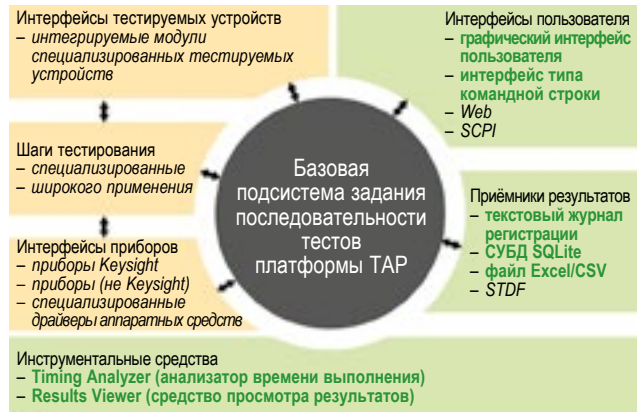 Интерфейсы тестируемых устройств
– интегрируемые модули
специализированных тестируемых
устройств
Шаги тестирования
– специализированные
– широкого применения
Интерфейсы приборов
– приборы Keysight
– приборы (не Keysight)
– специализированные
драйверы аппаратных средств
Базовая
подсистема задания
последовательности
тестов
платформы TAP
Интерфейсы пользователя
– графический интерфейс
пользователя
– интерфейс типа
командной строки
– Web
– SCPI
Приёмники результатов
– текстовый журнал
регистрации
– СУБД SQLite
– файл Excel/CSV
– STDF
Инструментальные средства
– Timing Analyzer (анализатор времени выполнения)
– Results Viewer (средство просмотра результатов)